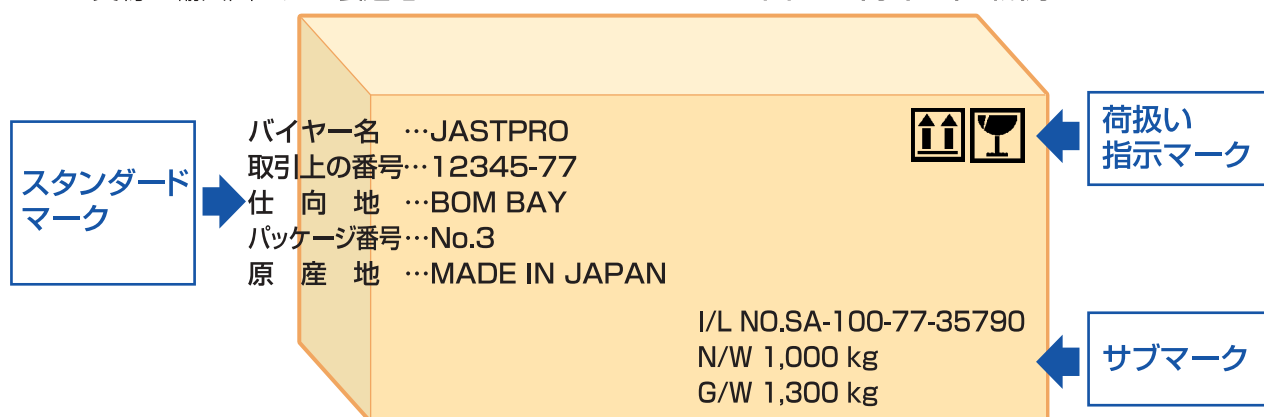 スタンダード
マーク
バイヤー名 …JASTPRO
取引上の番号…12345-77
仕 向 地 …BOM BAY
パッケージ番号…No.3
原 産 地 …MADE IN JAPAN
荷扱い
指示マーク
I/L NO.SA-100-77-35790
N/W 1,000 kg
G/W 1,300 kg
サブマーク